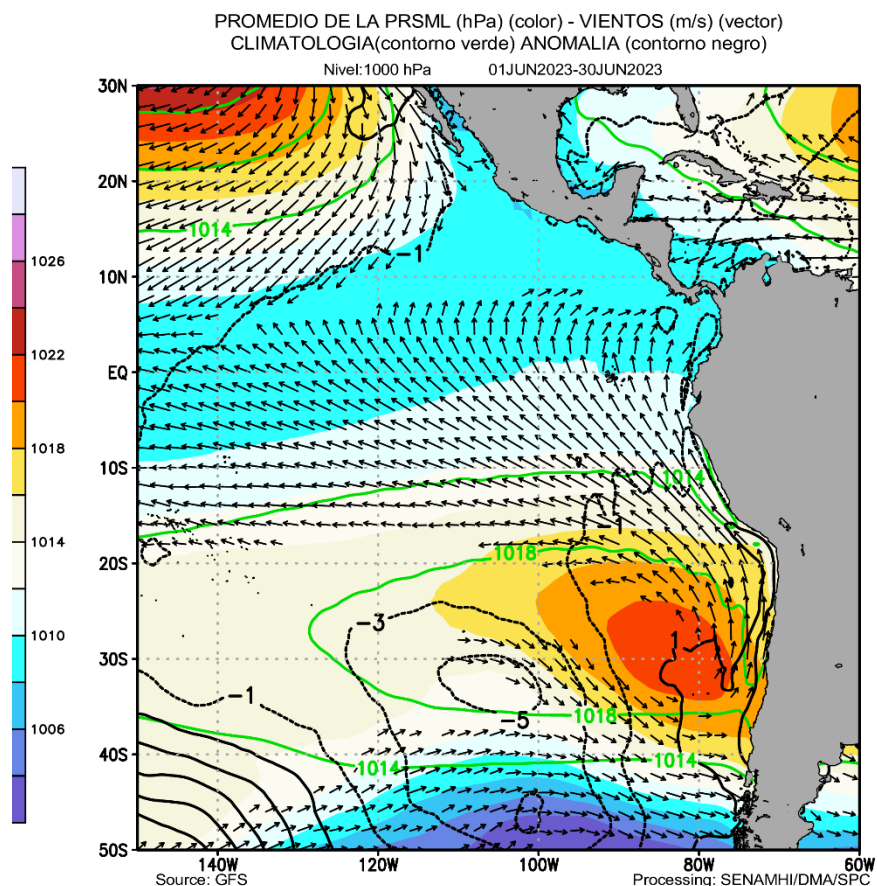 PROMEDIO DE LA PRSML (hPa) (color) - VIENTOS (m/s) (vector)
CLIMATOLOGIA(contorno verde) ANOMALIA (contorno negro)
Nivel:1000 hPa 01JUN2023-30JUN2023
30N
20N
10N
EQ
10S
20S
30S
40S
50S
140W 120W 100W 80W 60W
1026
1022
1018
1014
1010
1006
1014
-1
-1
1014
-1
1018
-3
1
-1
-5
1018
1014
1014
Source: GFS
Processing: SENAMHI/DMA/SPC